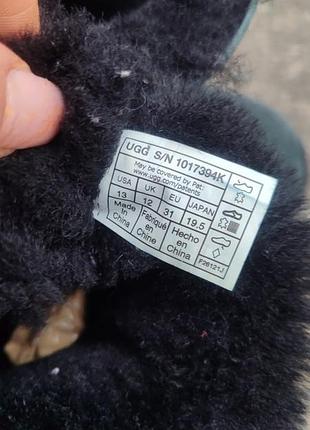 UGG S/N 1017394K
May be covered by Pat:
www.ugg.com/patents
USA UK EU JAPAN
13 12 31 19.5
Made in China Fabriqué en Chine Hecho en China
F26121J